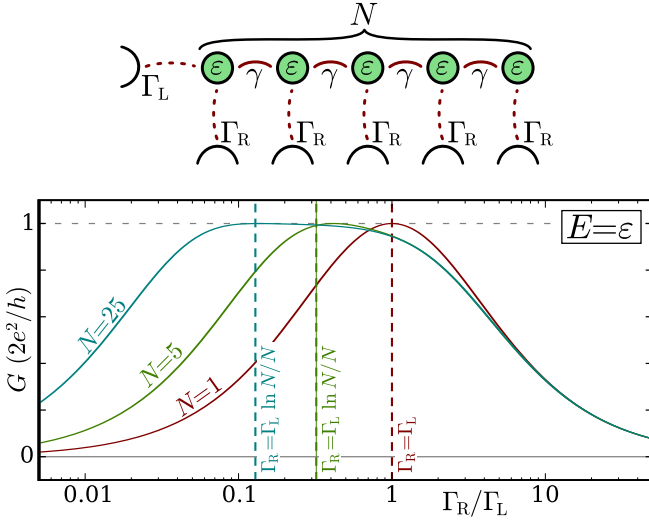 N
ε ε ε ε ε
γ γ γ γ
Γ_L
Γ_R Γ_R Γ_R Γ_R Γ_R
1
E=ε
G (2e²/h)
N=25
N=5
N=1
Γ_R=Γ_L ln N/N
Γ_R=Γ_L ln N/N
Γ_R=Γ_L
0
0.01 0.1 1 10
Γ_R/Γ_L